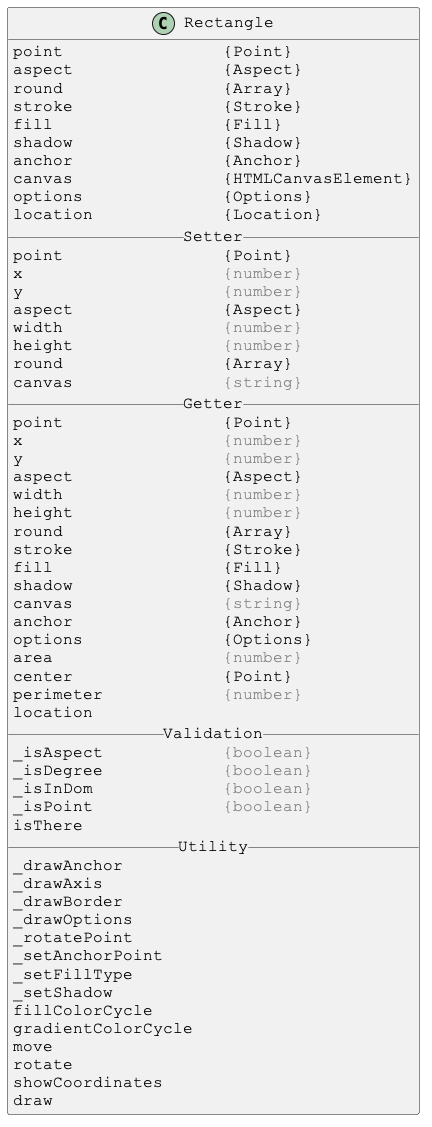 C Rectangle
point {Point}
aspect {Aspect}
round {Array}
stroke {Stroke}
fill {Fill}
shadow {Shadow}
anchor {Anchor}
canvas {HTMLCanvasElement}
options {Options}
location {Location}
Setter
point {Point}
x {number}
y {number}
aspect {Aspect}
width {number}
height {number}
round {Array}
canvas {string}
Getter
point {Point}
x {number}
y {number}
aspect {Aspect}
width {number}
height {number}
round {Array}
stroke {Stroke}
fill {Fill}
shadow {Shadow}
canvas {string}
anchor {Anchor}
options {Options}
area {number}
center {Point}
perimeter {number}
location
Validation
_isAspect {boolean}
_isDegree {boolean}
_isInDom {boolean}
_isPoint {boolean}
isThere
Utility
_drawAnchor
_drawAxis
_drawBorder
_drawOptions
_rotatePoint
_setAnchorPoint
_setFillType
_setShadow
fillColorCycle
gradientColorCycle
move
rotate
showCoordinates
draw